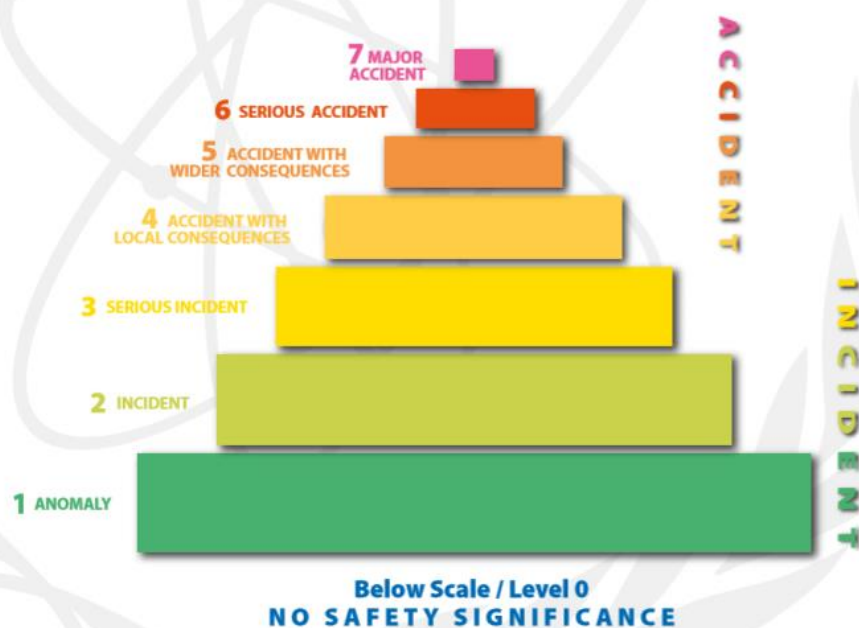 7 MAJOR
ACCIDENT
6 SERIOUS ACCIDENT
5 ACCIDENT WITH
WIDER CONSEQUENCES
4 ACCIDENT WITH
LOCAL CONSEQUENCES
3 SERIOUS INCIDENT
2 INCIDENT
1 ANOMALY
ACCIDENT
INCIDENT
Below Scale / Level 0
NO SAFETY SIGNIFICANCE